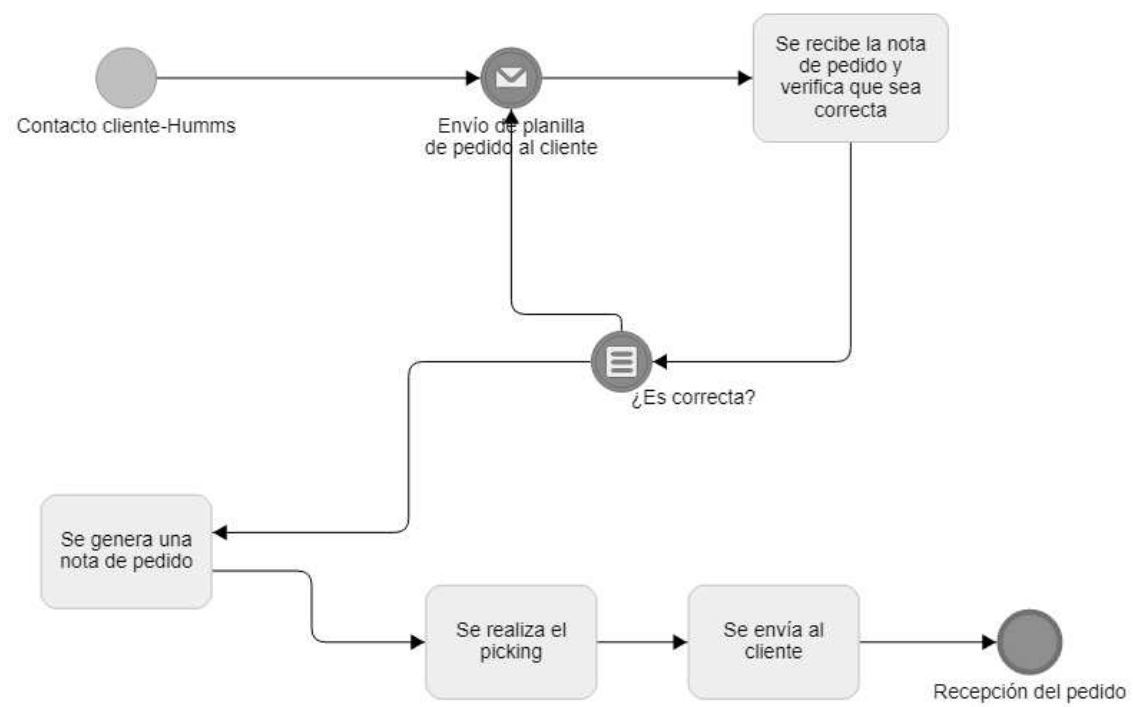 Contacto cliente-Humms
Envío de planilla
de pedido al cliente
Se recibe la nota
de pedido y
verifica que sea
correcta
¿Es correcta?
Se genera una
nota de pedido
Se realiza el
picking
Se envía al
cliente
Recepción del pedido